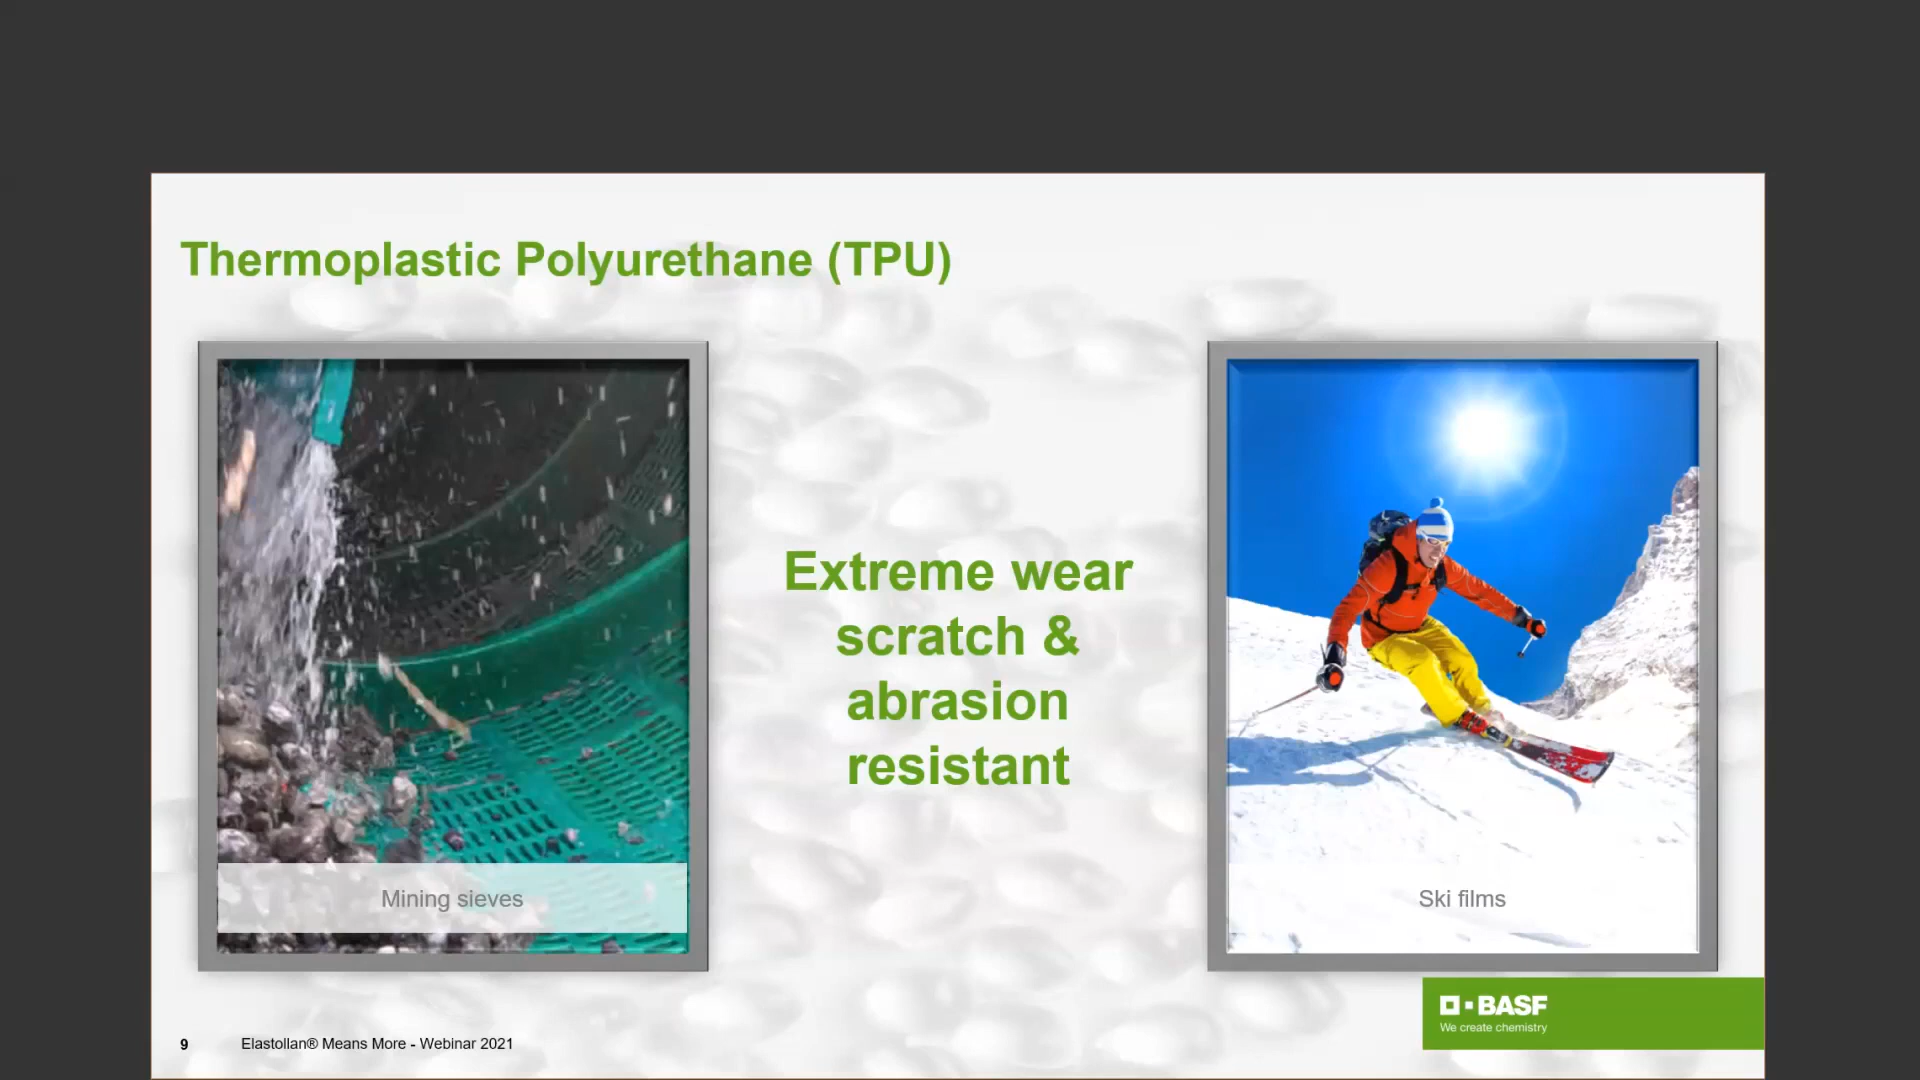 Thermoplastic Polyurethane (TPU)
Extreme wear
scratch &
abrasion
resistant
Mining sieves
Ski films
BASF
We create chemistry
9 Elastollan® Means More - Webinar 2021